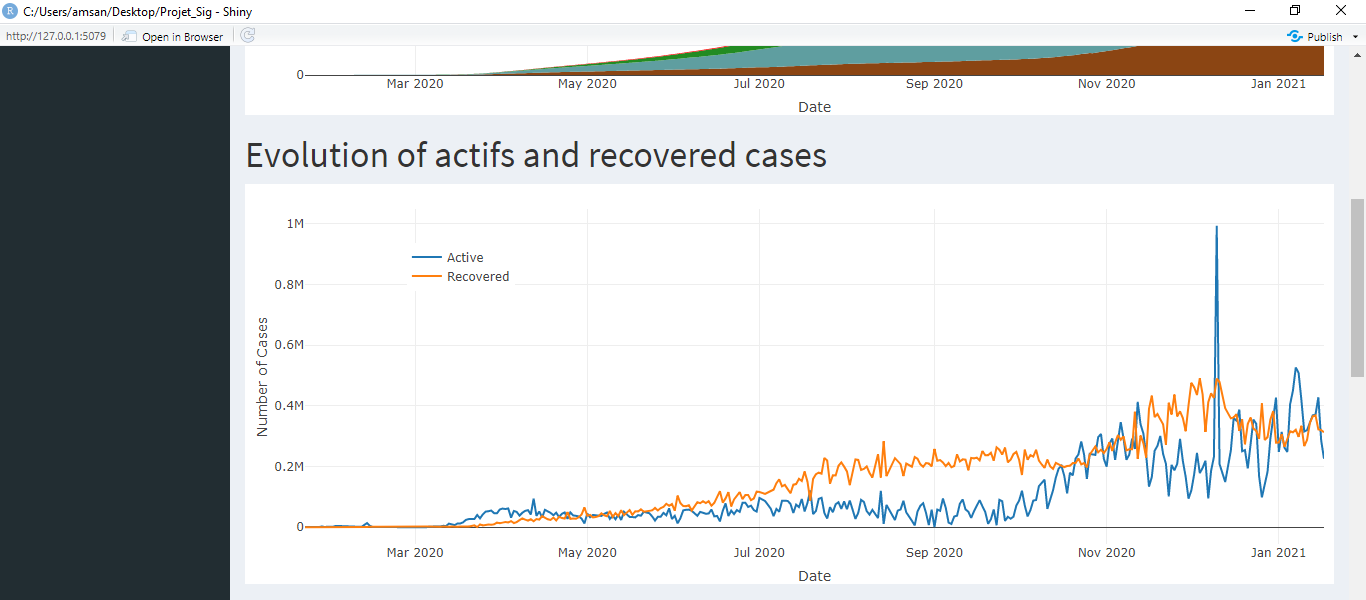 R C:/Users/amsan/Desktop/Projet_Sig - Shiny
http://127.0.0.1:5079 Open in Browser Publish
0
Mar 2020 May 2020 Jul 2020 Sep 2020 Nov 2020 Jan 2021
Date
Evolution of actifs and recovered cases
1M
Active
Recovered
0.8M
0.6M
0.4M
0.2M
0
Number of Cases
Mar 2020 May 2020 Jul 2020 Sep 2020 Nov 2020 Jan 2021
Date